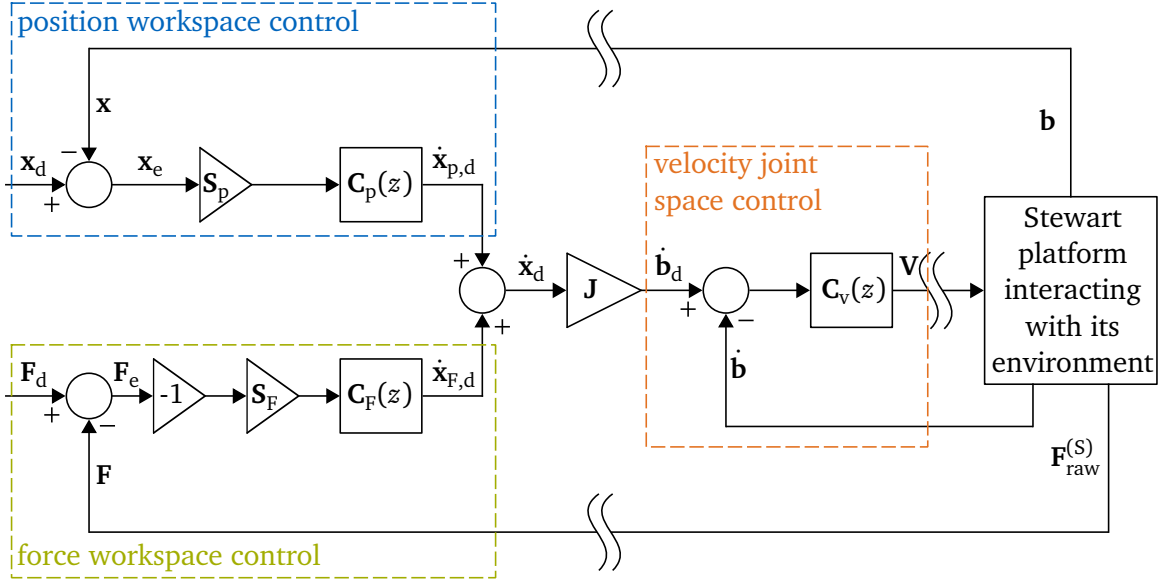 position workspace control
x
b
x_d
−
+
x_e
S_p
C_p(z)
ẋ_p,d
velocity joint
space control
+
+
ẋ_d
J
ḃ_d
+
−
C_v(z)
V
ḃ
Stewart
platform
interacting
with its
environment
F_d
+
−
F_e
-1
S_F
C_F(z)
ẋ_F,d
F
F_raw^(S)
force workspace control